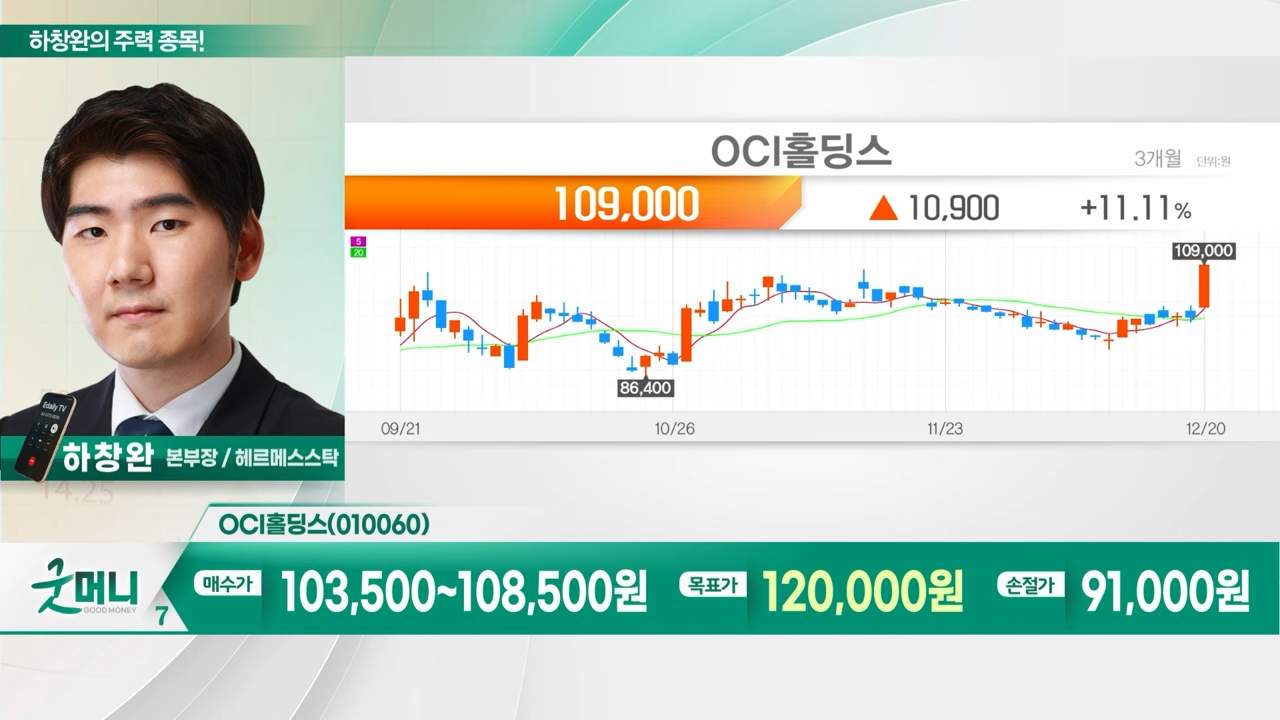 하창완의 주력 종목!
OCI홀딩스
3개월 단위:원
109,000
▲ 10,900
+11.11%
5
20
109,000
86,400
09/21
10/26
11/23
12/20
Edaily TV
하창완 본부장 / 헤르메스스탁
14.25
OCI홀딩스(010060)
굿머니
GOOD MONEY
7
매수가 103,500~108,500원
목표가 120,000원
손절가 91,000원